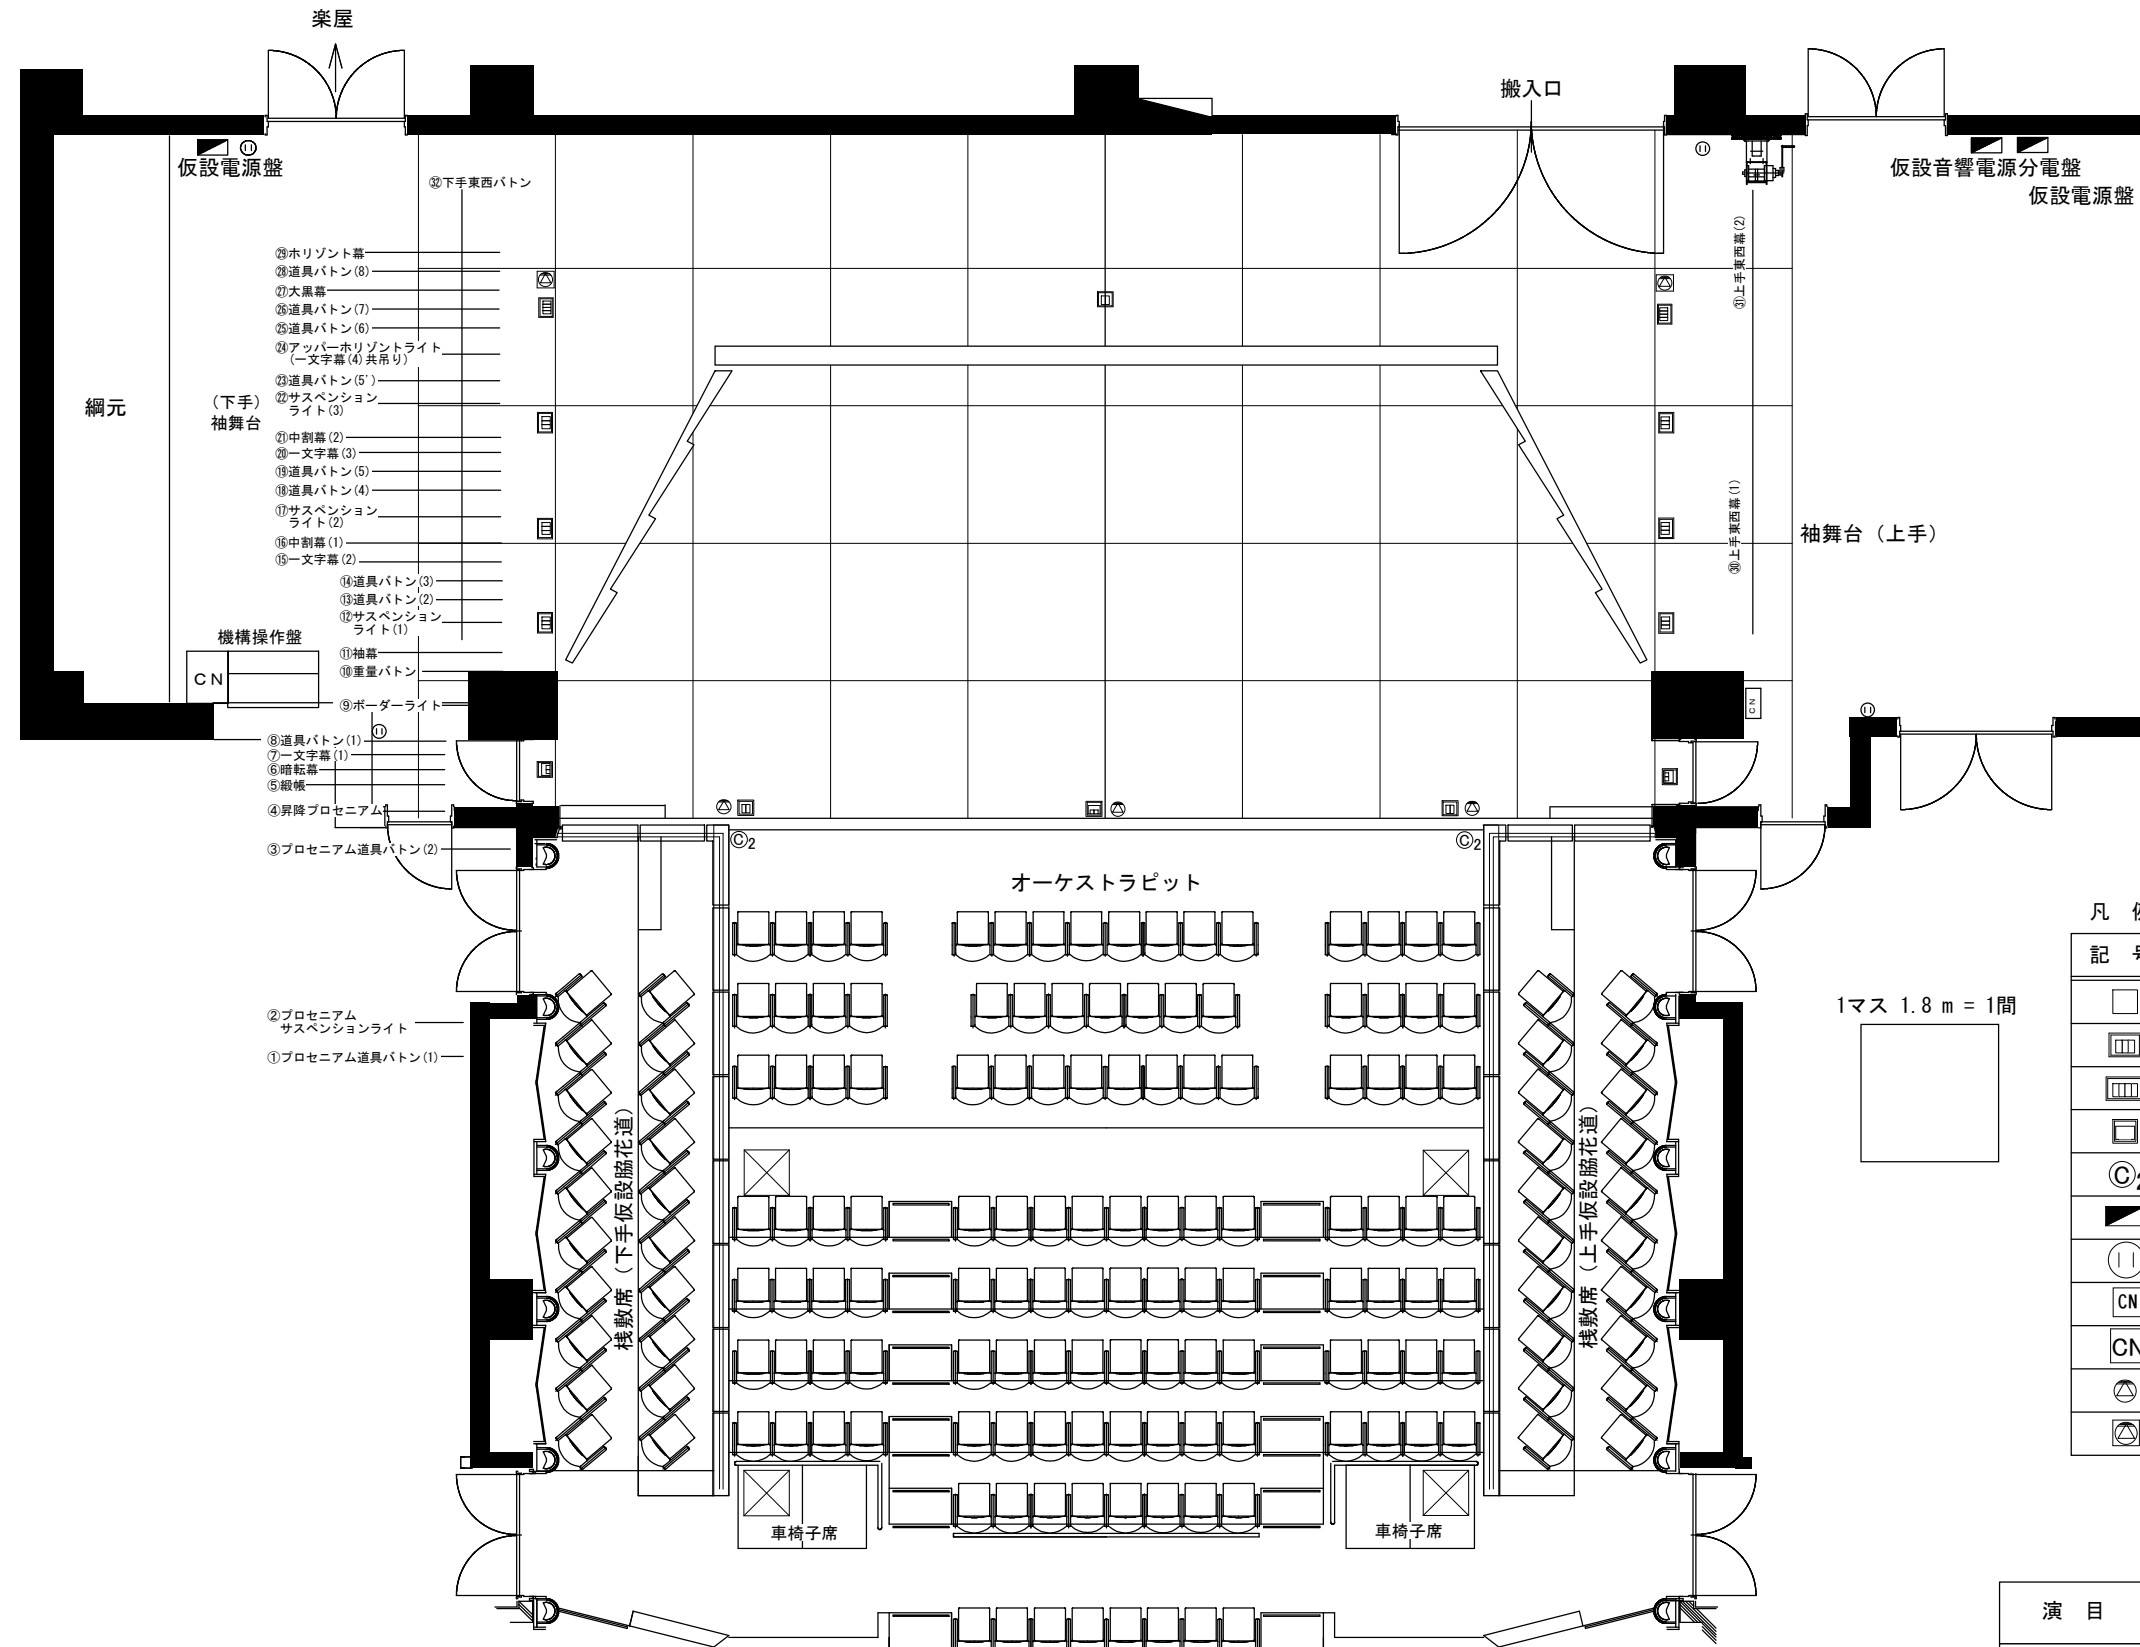 楽屋
搬入口
仮設電源盤
仮設音響電源分電盤
仮設電源盤
㉜下手東西バトン
㉙ホリゾント幕
㉘道具バトン(8)
㉗大黒幕
㉖道具バトン(7)
㉕道具バトン(6)
㉔アッパーホリゾントライト
(一文字幕(4)共吊り)
㉓道具バトン(5')
㉒サスペンション
ライト(3)
㉑中割幕(2)
⑳一文字幕(3)
⑲道具バトン(5)
⑱道具バトン(4)
⑰サスペンション
ライト(2)
⑯中割幕(1)
⑮一文字幕(2)
⑭道具バトン(3)
⑬道具バトン(2)
⑫サスペンション
ライト(1)
⑪袖幕
⑩重量バトン
⑨ボーダーライト
⑧道具バトン(1)
⑦一文字幕(1)
⑥暗転幕
⑤緞帳
④昇降プロセニアム
③プロセニアム道具バトン(2)
②プロセニアム
サスペンションライト
①プロセニアム道具バトン(1)
綱元
(下手)
袖舞台
機構操作盤
CN
㉛上手東西幕(2)
㉚上手東西幕(1)
袖舞台(上手)
CN
Ⓒ2
Ⓒ2
オーケストラピット
桟敷席(下手仮設脇花道)
桟敷席(上手仮設脇花道)
車椅子席
車椅子席
1マス 1.8m = 1間
凡
記
Ⓒ
CN
CN
演 目